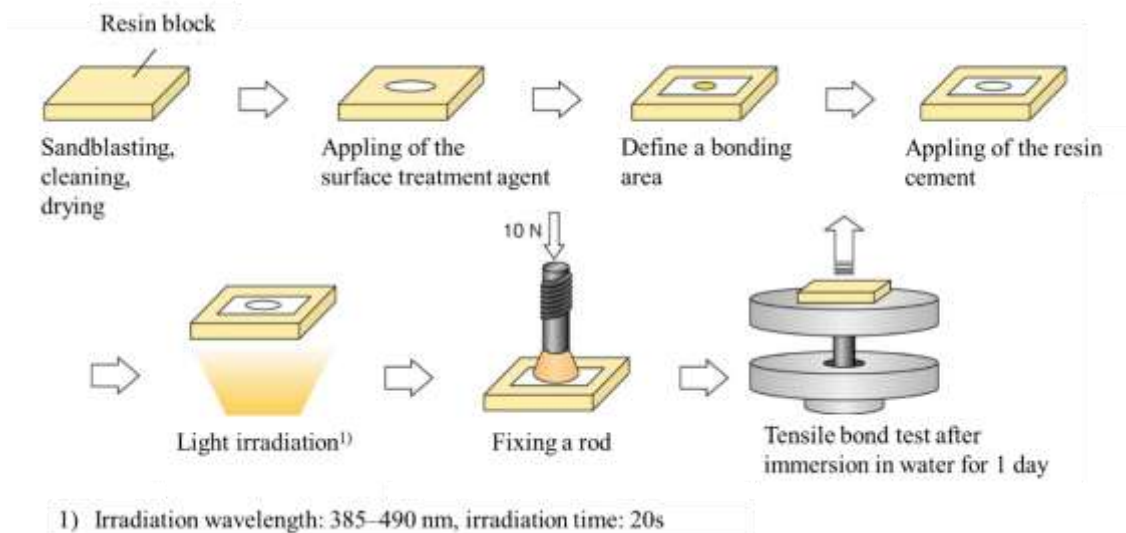 Resin block
Sandblasting,
cleaning,
drying
Appling of the
surface treatment agent
Define a bonding
area
Appling of the resin
cement
Light irradiation1)
10 N
Fixing a rod
Tensile bond test after
immersion in water for 1 day
1) Irradiation wavelength: 385–490 nm, irradiation time: 20s